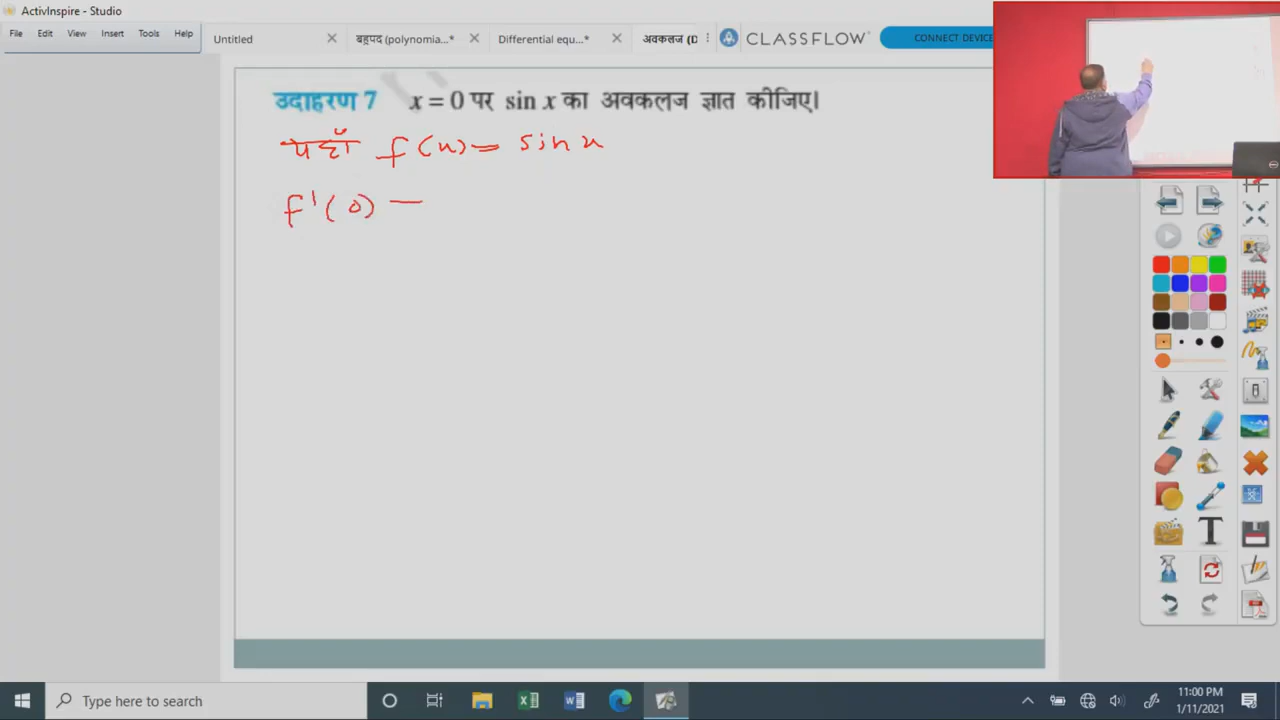 ActivInspire - Studio
File Edit View Insert Tools Help
Untitled
बहुपद (polynomia...*
Differential equ...*
अवकलज (D
CLASSFLOW
CONNECT DEVICE
उदाहरण 7 x = 0 पर sin x का अवकलज ज्ञात कीजिए।
यहाँ f(x) = sin x
f'(0) –
T
Type here to search
11:00 PM
1/11/2021